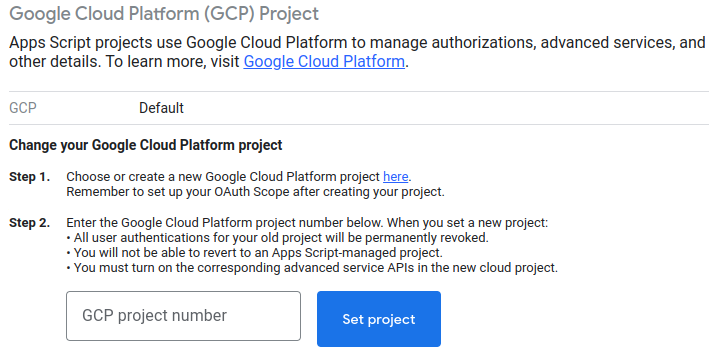 Google Cloud Platform (GCP) Project
Apps Script projects use Google Cloud Platform to manage authorizations, advanced services, and
other details. To learn more, visit Google Cloud Platform.
GCP Default
Change your Google Cloud Platform project
Step 1. Choose or create a new Google Cloud Platform project here.
Remember to set up your OAuth Scope after creating your project.
Step 2. Enter the Google Cloud Platform project number below. When you set a new project:
• All user authentications for your old project will be permanently revoked.
• You will not be able to revert to an Apps Script-managed project.
• You must turn on the corresponding advanced service APIs in the new cloud project.
GCP project number Set project